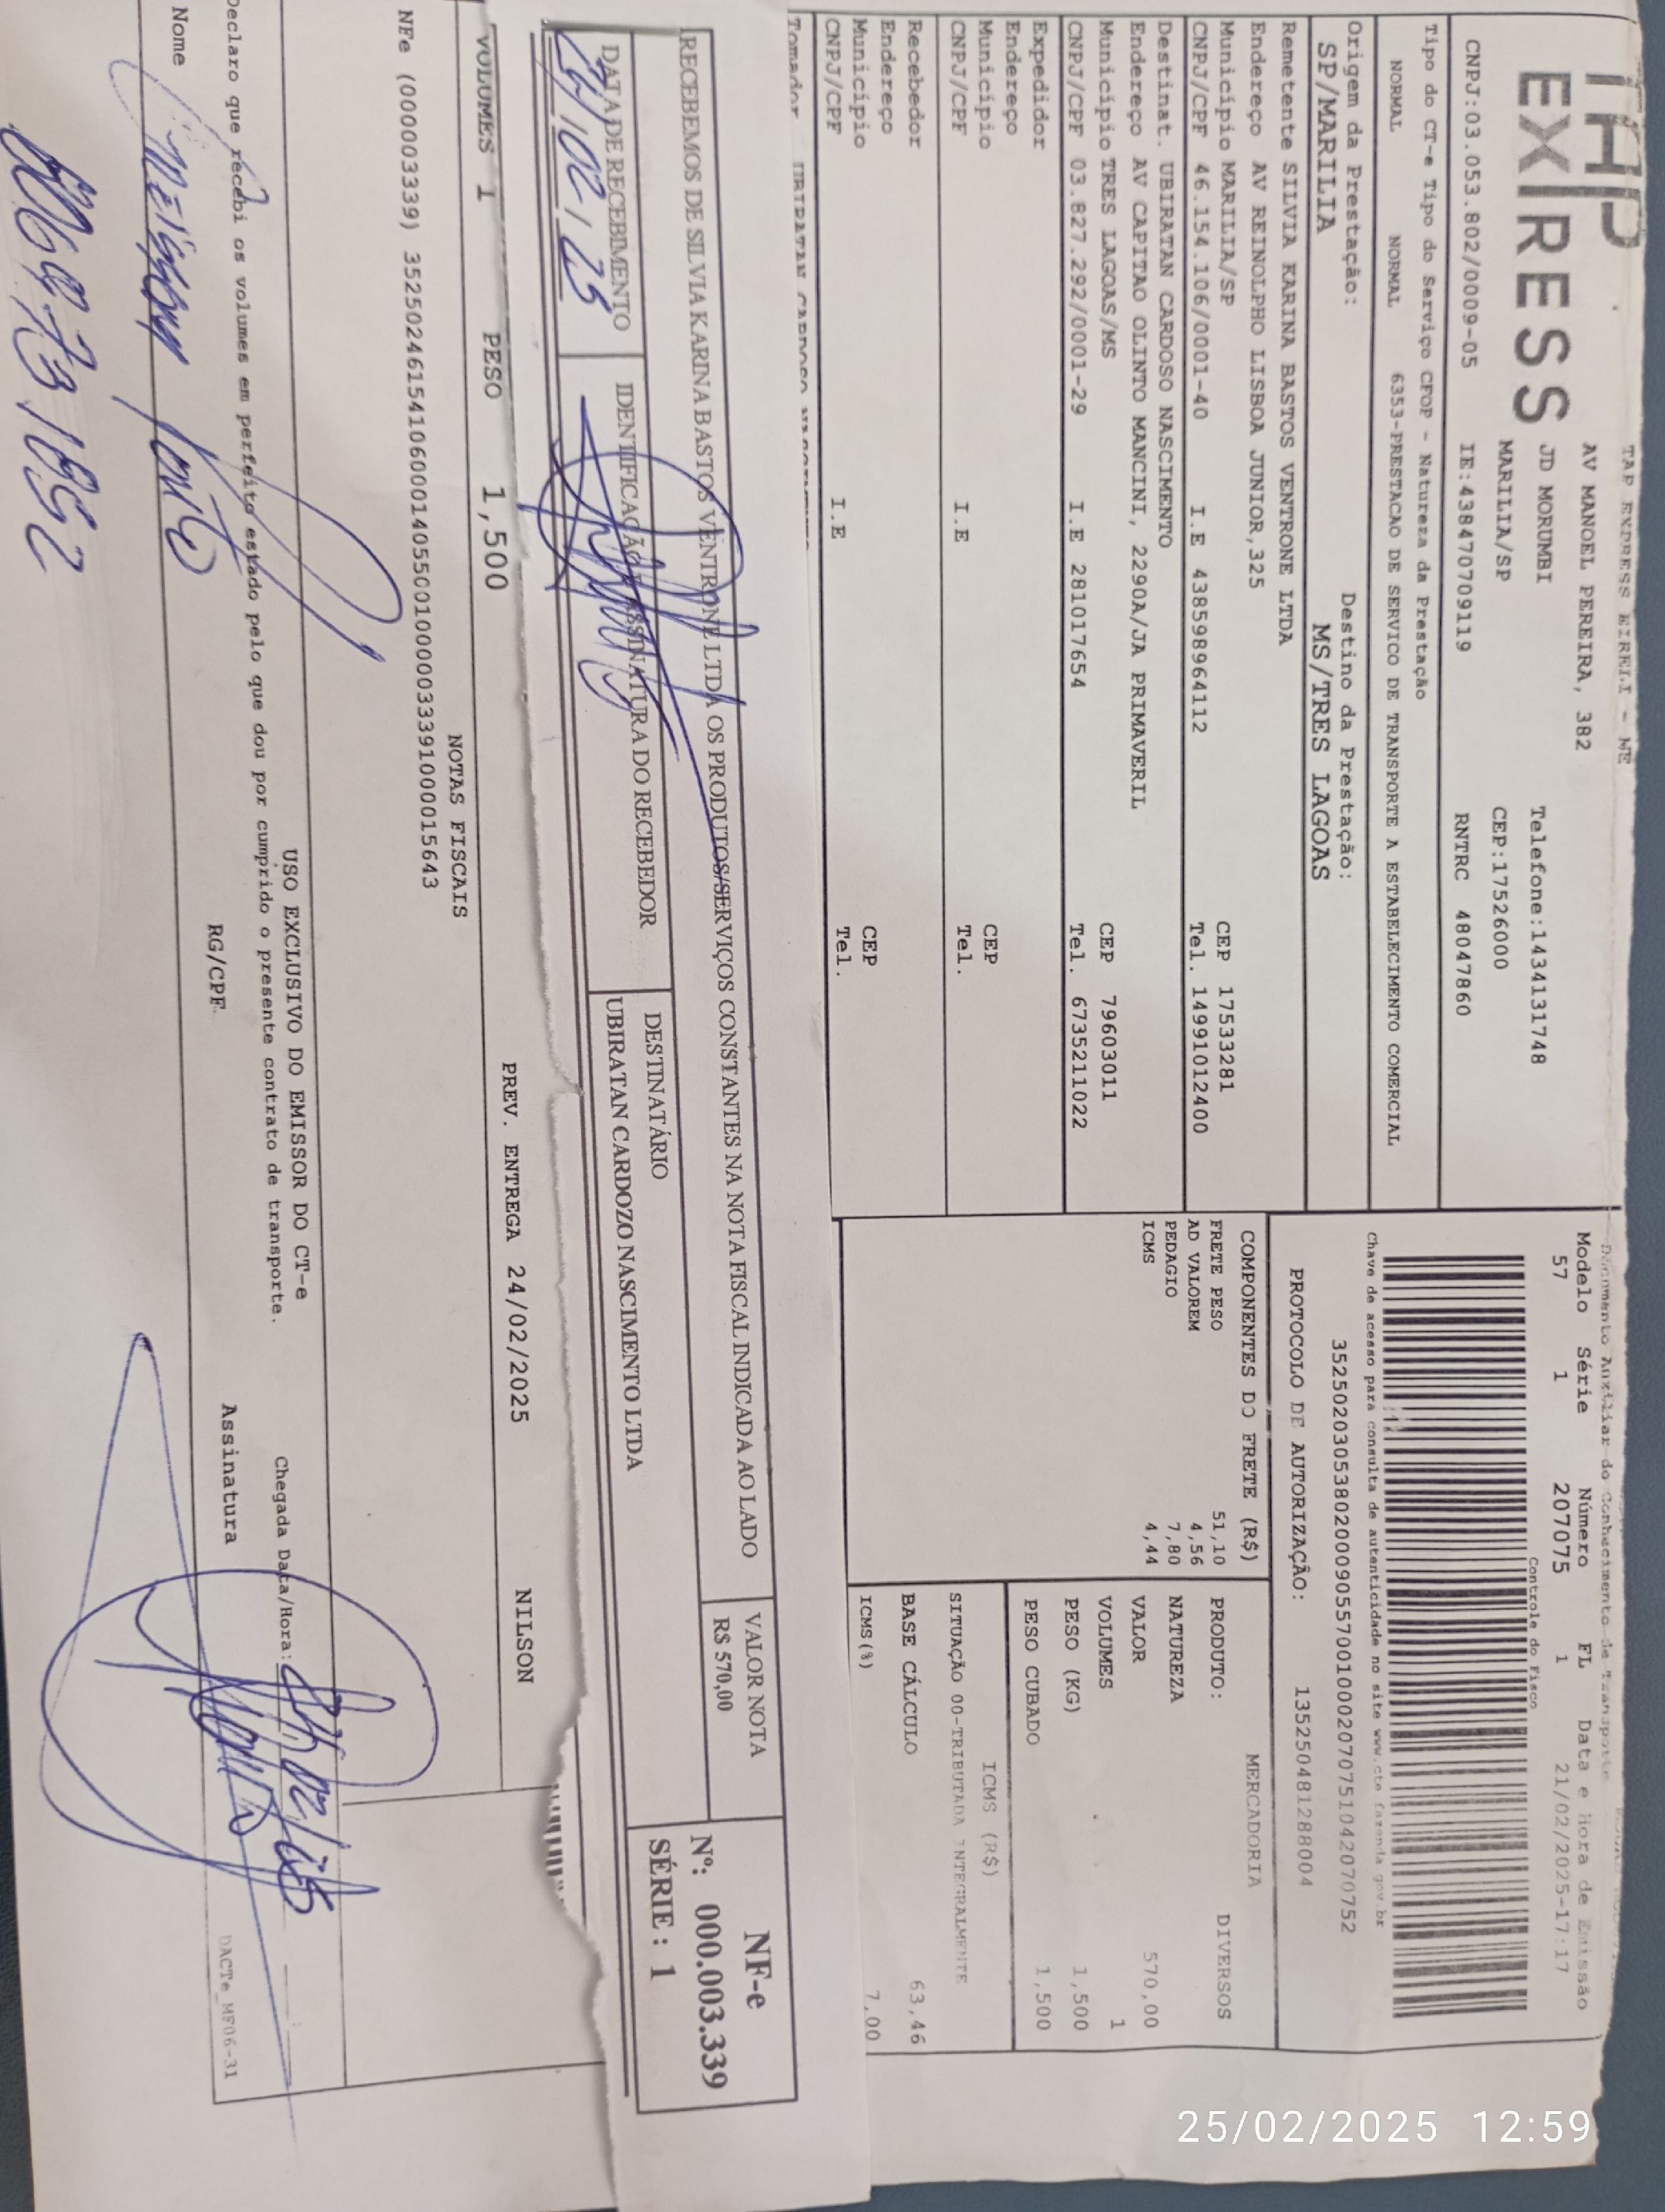 TAP EXPRESS EIRELI - ME
TAP
EXPRESS
AV MANOEL PEREIRA, 382
JD MORUMBI Telefone:1434131748
MARILIA/SP CEP:17526000
CNPJ:03.053.802/0009-05 IE:438470709119 RNTRC 48047860
Tipo do CT-e Tipo do Serviço CFOP - Natureza da Prestação
NORMAL NORMAL 6353-PRESTACAO DE SERVICO DE TRANSPORTE A ESTABELECIMENTO COMERCIAL
Origem da Prestação: Destino da Prestação:
SP/MARILIA MS/TRES LAGOAS
Remetente SILVIA KARINA BASTOS VENTRONE LTDA
Endereço AV REINOLPHO LISBOA JUNIOR,325
Município MARILIA/SP CEP 17533281
CNPJ/CPF 46.154.106/0001-40 I.E 438598964112 Tel. 14991012400
Destinat. UBIRATAN CARDOSO NASCIMENTO
Endereço AV CAPITAO OLINTO MANCINI, 2290A/JA PRIMAVERIL
Município TRES LAGOAS/MS CEP 79603011
CNPJ/CPF 03.827.292/0001-29 I.E 281017654 Tel. 6735211022
Expedidor
Endereço
Município CEP
CNPJ/CPF I.E Tel.
Recebedor
Endereço
Município CEP
CNPJ/CPF I.E Tel.
Tomador UBIRATAN CARDOSO NASCIMENTO
Documento Auxiliar do Conhecimento de Transporte
Modelo Série Número FL Data e Hora de Emissão
57 1 207075 1 21/02/2025-17:17
Controle do Fisco
Chave de acesso para consulta de autenticidade no site www.cte.fazenda.gov.br
35250203053802000905570010002070751042070752
PROTOCOLO DE AUTORIZAÇÃO: 135250481288004
COMPONENTES DO FRETE (R$)
FRETE PESO 51,10
AD VALOREM 4,56
PEDAGIO 7,80
ICMS 4,44
MERCADORIA
PRODUTO: DIVERSOS
NATUREZA
VALOR 570,00
VOLUMES 1
PESO (KG) 1,500
PESO CUBADO 1,500
ICMS (R$)
SITUAÇÃO 00-TRIBUTADA INTEGRALMENTE
BASE CÁLCULO 63,46
ICMS(%) 7,00
RECEBEMOS DE SILVIA KARINA BASTOS VENTRONE LTDA OS PRODUTOS/SERVIÇOS CONSTANTES NA NOTA FISCAL INDICADA AO LADO
VALOR NOTA
R$ 570,00
NF-e
Nº: 000.003.339
SÉRIE : 1
DATA DE RECEBIMENTO IDENTIFICAÇÃO E ASSINATURA DO RECEBEDOR DESTINATÁRIO
UBIRATAN CARDOZO NASCIMENTO LTDA
VOLUMES 1 PESO 1,500 PREV. ENTREGA 24/02/2025 NILSON
NOTAS FISCAIS
NFe (000003339) 35250246154106000140550010000033391000015643
USO EXCLUSIVO DO EMISSOR DO CT-e
Declaro que recebi os volumes em perfeito estado pelo que dou por cumprido o presente contrato de transporte.
Chegada Data/Hora:
Nome RG/CPF Assinatura
DACTe_MF06-31
25/02/2025 12:59